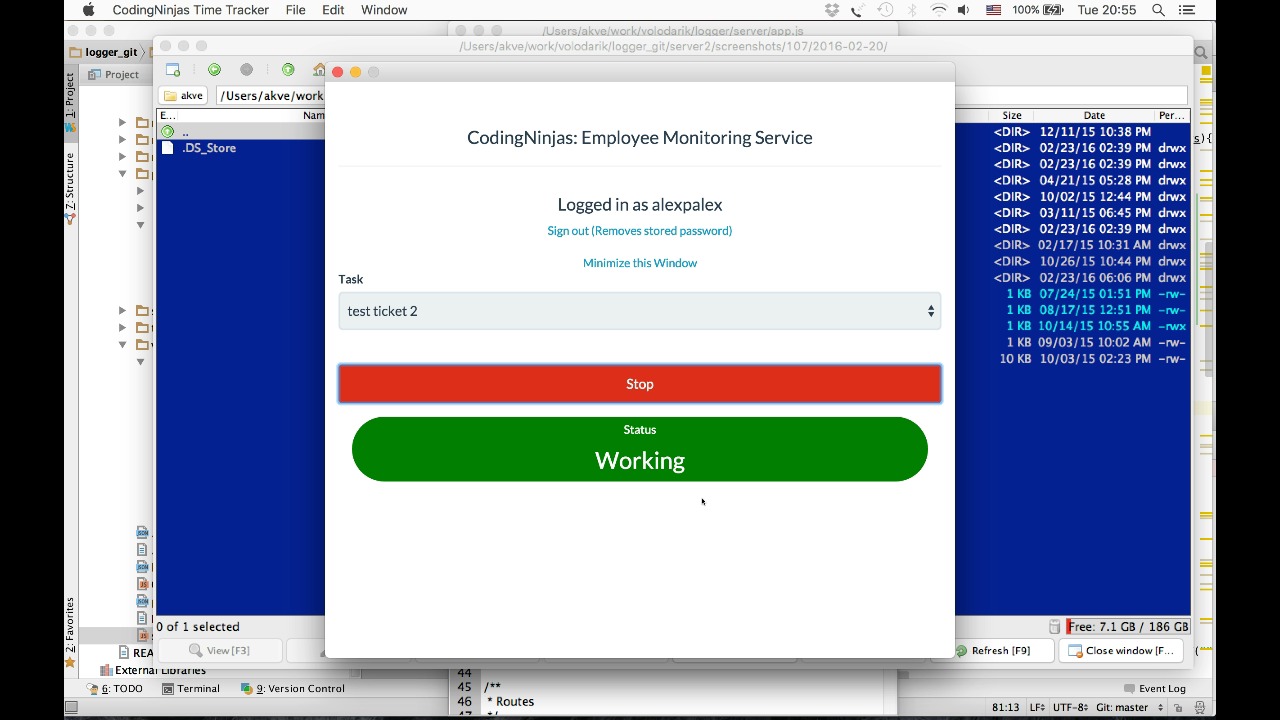 CodingNinjas Time Tracker File Edit Window 100% Tue 20:55
/Users/akve/work/volodarik/logger/server/app.js
/Users/akve/work/volodarik/logger_git/server2/screenshots/107/2016-02-20/
logger_git
Project
1: Project
7: Structure
2: Favorites
akve /Users/akve/work
E... Nam Size Date Per...
.. <DIR> 12/11/15 10:38 PM
.DS_Store <DIR> 02/23/16 02:39 PM drwx
<DIR> 02/23/16 02:39 PM drwx
<DIR> 04/21/15 05:28 PM drwx
<DIR> 10/02/15 12:44 PM drwx
<DIR> 03/11/15 06:45 PM drwx
<DIR> 02/23/16 02:39 PM drwx
<DIR> 02/17/15 10:31 AM drwx
<DIR> 10/26/15 10:44 PM drwx
<DIR> 02/23/16 06:06 PM drwx
1 KB 07/24/15 01:51 PM -rw-
1 KB 08/17/15 12:51 PM -rw-
1 KB 10/14/15 10:55 AM -rwx
1 KB 09/03/15 10:02 AM -rw-
10 KB 10/03/15 02:23 PM -rw-
s){
CodingNinjas: Employee Monitoring Service
Logged in as alexpalex
Sign out (Removes stored password)
Minimize this Window
Task
test ticket 2
Stop
Status
Working
0 of 1 selected Free: 7.1 GB / 186 GB
View [F3] Refresh [F9] Close window [F...
REA
External Libraries
44
45 /**
46 * Routes
47 */
6: TODO Terminal 9: Version Control Event Log
81:13 LF UTF-8 Git: master